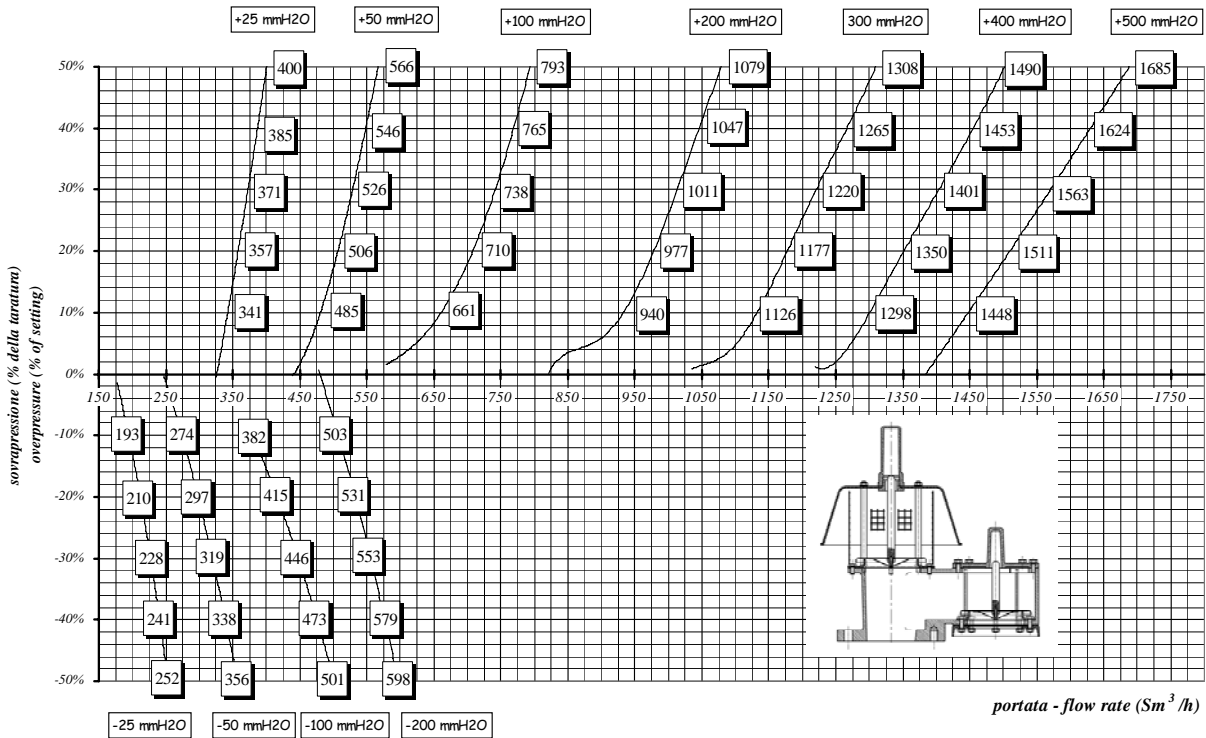 +25 mmH2O +50 mmH2O +100 mmH2O +200 mmH2O 300 mmH2O +400 mmH2O +500 mmH2O
50% 400 566 793 1079 1308 1490 1685
40% 385 546 765 1047 1265 1453 1624
30% 371 526 738 1011 1220 1401 1563
20% 357 506 710 977 1177 1350 1511
10% 341 485 661 940 1126 1298 1448
0%
150 250 350 450 550 650 750 850 950 1050 1150 1250 1350 1450 1550 1650 1750
-10% 193 274 382 503
-20% 210 297 415 531
-30% 228 319 446 553
-40% 241 338 473 579
-50% 252 356 501 598
sovrapressione (% della taratura)
overpressure (% of setting)
portata - flow rate (Sm³/h)
-25 mmH2O -50 mmH2O -100 mmH2O -200 mmH2O